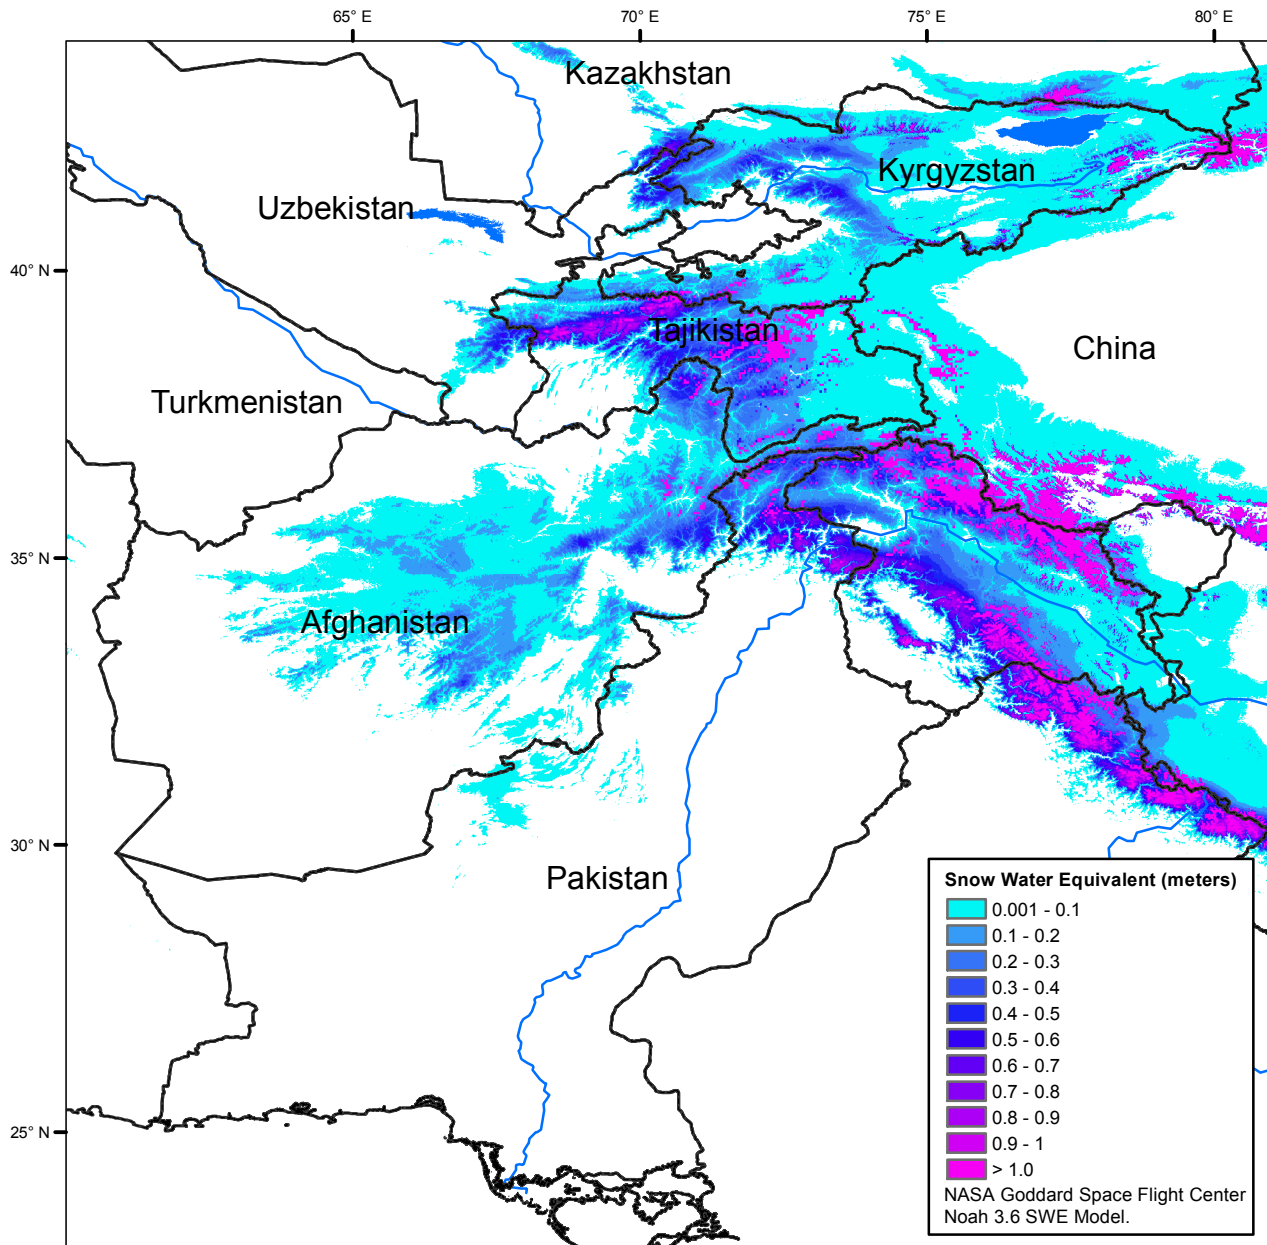 65° E
70° E
75° E
80° E
Kazakhstan
Kyrgyzstan
Uzbekistan
40° N
Tajikistan
China
Turkmenistan
35° N
Afghanistan
30° N
Pakistan
25° N
Snow Water Equivalent (meters)
0.001 - 0.1
0.1 - 0.2
0.2 - 0.3
0.3 - 0.4
0.4 - 0.5
0.5 - 0.6
0.6 - 0.7
0.7 - 0.8
0.8 - 0.9
0.9 - 1
> 1.0
NASA Goddard Space Flight Center
Noah 3.6 SWE Model.